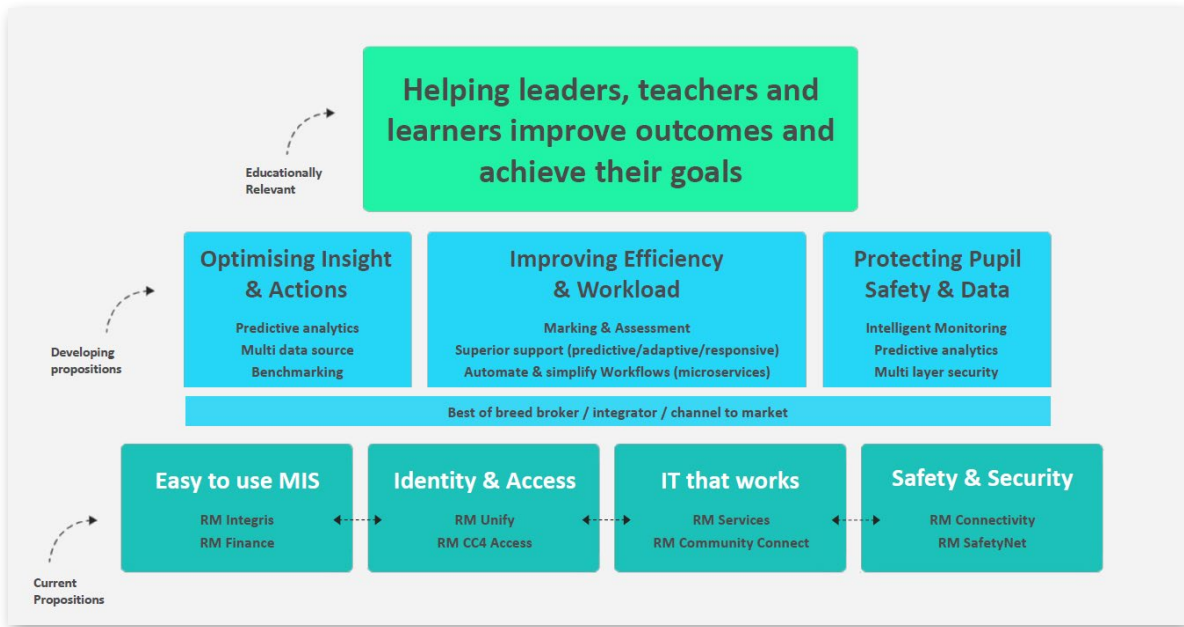 Helping leaders, teachers and
learners improve outcomes and
achieve their goals
Educationally
Relevant
Optimising Insight
& Actions
Predictive analytics
Multi data source
Benchmarking
Improving Efficiency
& Workload
Marking & Assessment
Superior support (predictive/adaptive/responsive)
Automate & simplify Workflows (microservices)
Protecting Pupil
Safety & Data
Intelligent Monitoring
Predictive analytics
Multi layer security
Developing
propositions
Best of breed broker / integrator / channel to market
Easy to use MIS
RM Integris
RM Finance
Identity & Access
RM Unify
RM CC4 Access
IT that works
RM Services
RM Community Connect
Safety & Security
RM Connectivity
RM SafetyNet
Current
Propositions